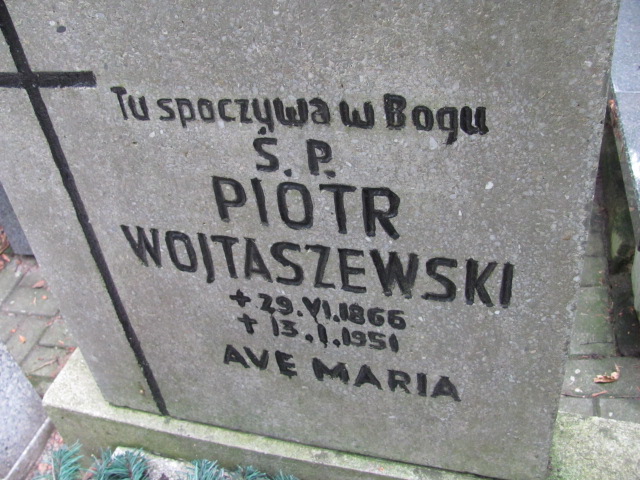 Tu spoczywa w Bogu
Ś. P.
PIOTR
WOJTASZEWSKI
+ 29.VI.1866
+ 13.I.1951
AVE MARIA